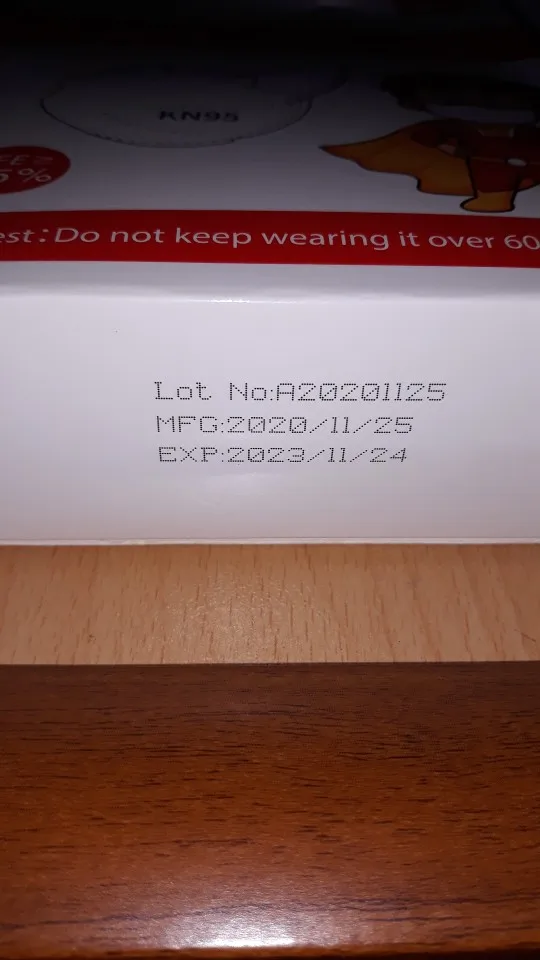 KN95
5%
est:Do not keep wearing it over 60
Lot No:A20201125
MFG:2020/11/25
EXP:2023/11/24